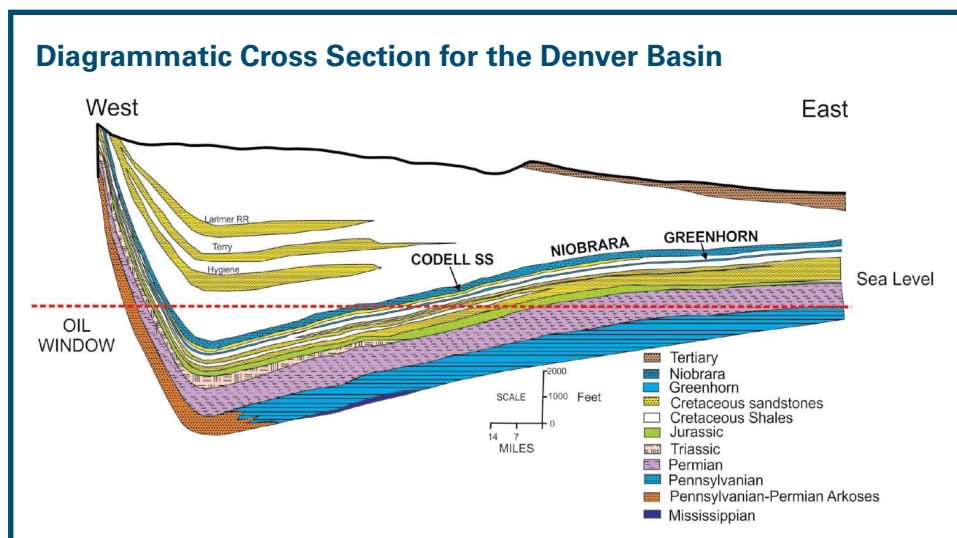 Diagrammatic Cross Section for the Denver Basin
West
East
Larimer RR
Terry
Hygiene
CODELL SS
NIOBRARA
GREENHORN
Sea Level
OIL
WINDOW
SCALE
2000
1000
0
Feet
14
7
MILES
Tertiary
Niobrara
Greenhorn
Cretaceous sandstones
Cretaceous Shales
Jurassic
Triassic
Permian
Pennsylvanian
Pennsylvanian-Permian Arkoses
Mississippian